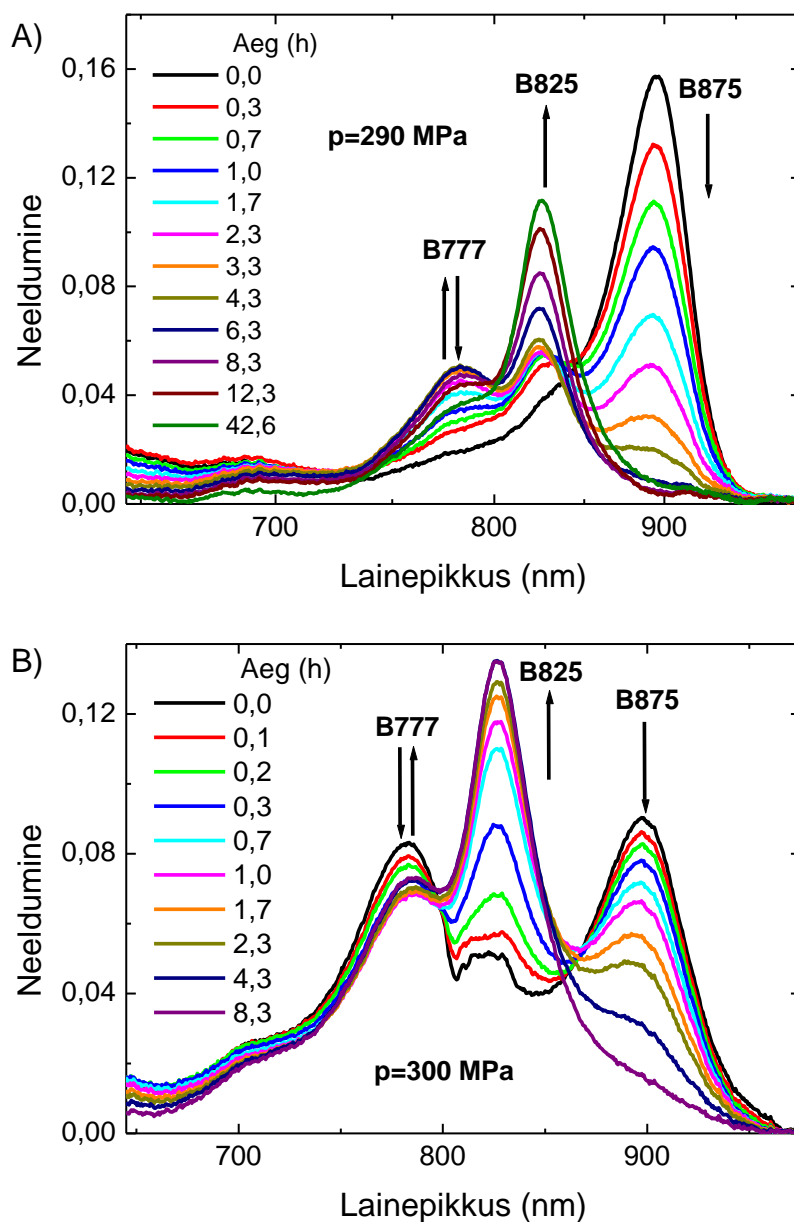 A)
Aeg (h)
0,0
0,3
0,7
1,0
1,7
2,3
3,3
4,3
6,3
8,3
12,3
42,6
p=290 MPa
B777
B825
B875
0,16
0,12
0,08
0,04
0,00
Neeldumine
700 800 900
Lainepikkus (nm)
B)
Aeg (h)
0,0
0,1
0,2
0,3
0,7
1,0
1,7
2,3
4,3
8,3
B777
B825
B875
p=300 MPa
0,12
0,08
0,04
0,00
Neeldumine
700 800 900
Lainepikkus (nm)